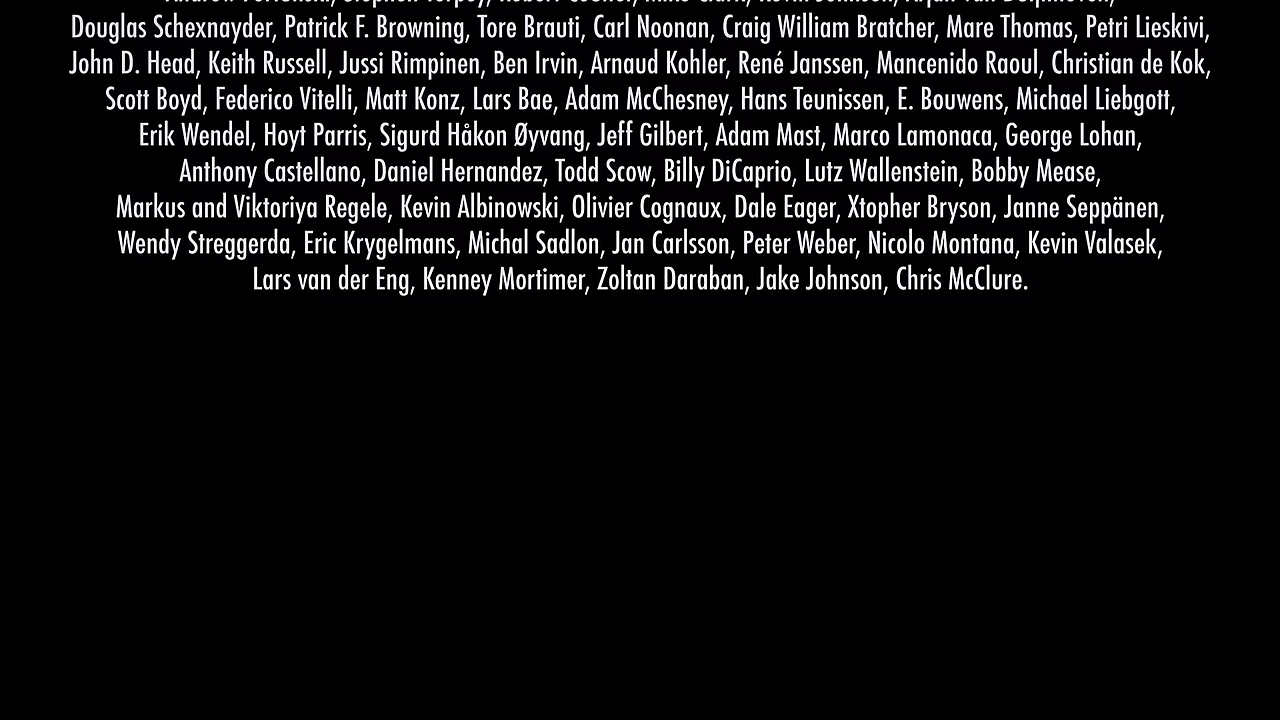 Douglas Schexnayder, Patrick F. Browning, Tore Brauti, Carl Noonan, Craig William Bratcher, Mare Thomas, Petri Lieskivi,
John D. Head, Keith Russell, Jussi Rimpinen, Ben Irvin, Arnaud Kohler, René Janssen, Mancenido Raoul, Christian de Kok,
Scott Boyd, Federico Vitelli, Matt Konz, Lars Bae, Adam McChesney, Hans Teunissen, E. Bouwens, Michael Liebgott,
Erik Wendel, Hoyt Parris, Sigurd Håkon Øyvang, Jeff Gilbert, Adam Mast, Marco Lamonaca, George Lohan,
Anthony Castellano, Daniel Hernandez, Todd Scow, Billy DiCaprio, Lutz Wallenstein, Bobby Mease,
Markus and Viktoriya Regele, Kevin Albinowski, Olivier Cognaux, Dale Eager, Xtopher Bryson, Janne Seppänen,
Wendy Streggerda, Eric Krygelmans, Michal Sadlon, Jan Carlsson, Peter Weber, Nicolo Montana, Kevin Valasek,
Lars van der Eng, Kenney Mortimer, Zoltan Daraban, Jake Johnson, Chris McClure.